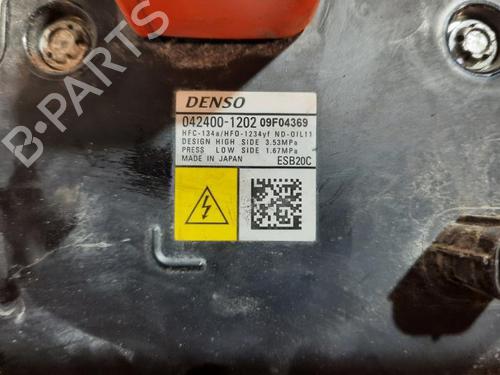 DENSO
042400-1202 09F04369
HFC-134a/HFO-1234yf ND-OIL11
DESIGN HIGH SIDE 3.53MPa
PRESS LOW SIDE 1.67MPa
MADE IN JAPAN ESB20C
B-PARTS